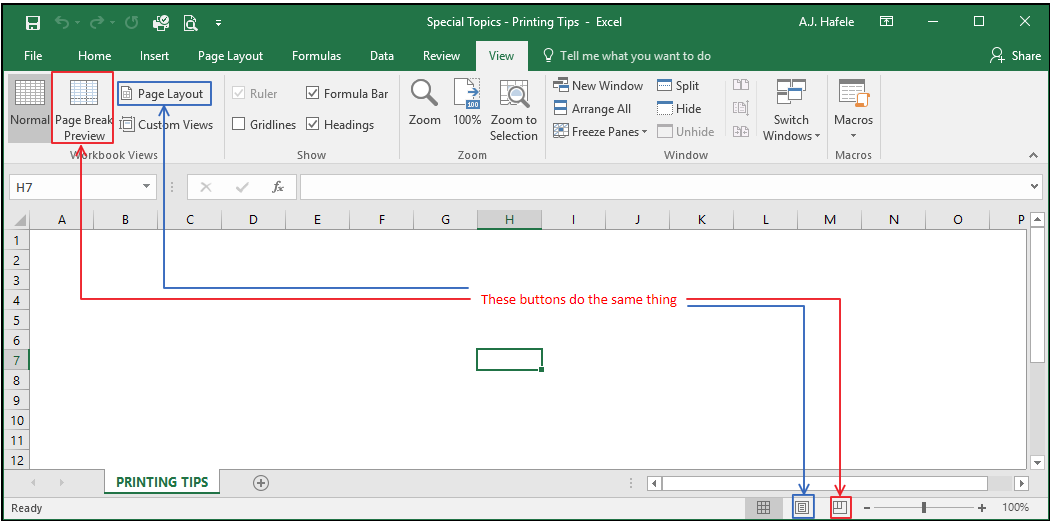 Special Topics - Printing Tips - Excel
A.J. Hafele
File Home Insert Page Layout Formulas Data Review View Tell me what you want to do Share
Normal
Page Break
Preview
Page Layout
Custom Views
Workbook Views
Ruler
Formula Bar
Gridlines
Headings
Show
Zoom
100
100%
Zoom to
Selection
Zoom
New Window
Arrange All
Freeze Panes
Split
Hide
Unhide
Switch
Windows
Window
Macros
Macros
H7
fx
A B C D E F G H I J K L M N O P
1
2
3
4
These buttons do the same thing
5
6
7
8
9
10
11
12
PRINTING TIPS
Ready
100%